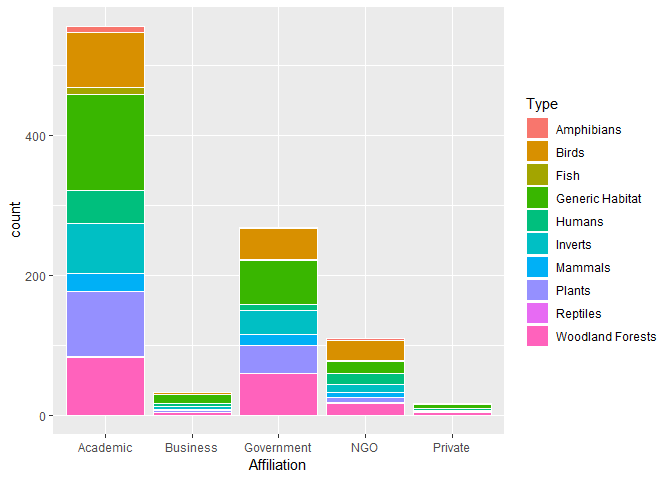 count
400
200
0
Academic
Business
Government
NGO
Private
Affiliation
Type
Amphibians
Birds
Fish
Generic Habitat
Humans
Inverts
Mammals
Plants
Reptiles
Woodland Forests